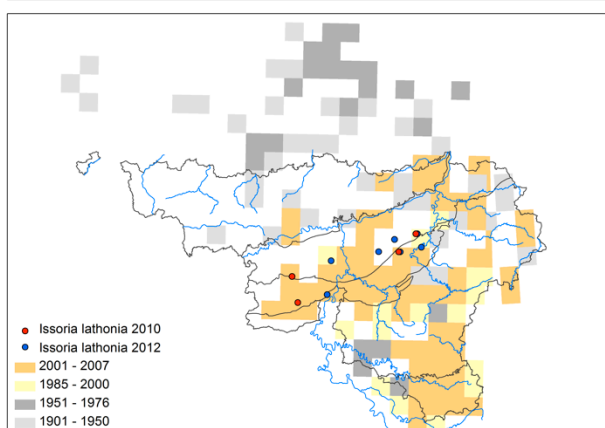 Issoria lathonia 2010
Issoria lathonia 2012
2001 - 2007
1985 - 2000
1951 - 1976
1901 - 1950